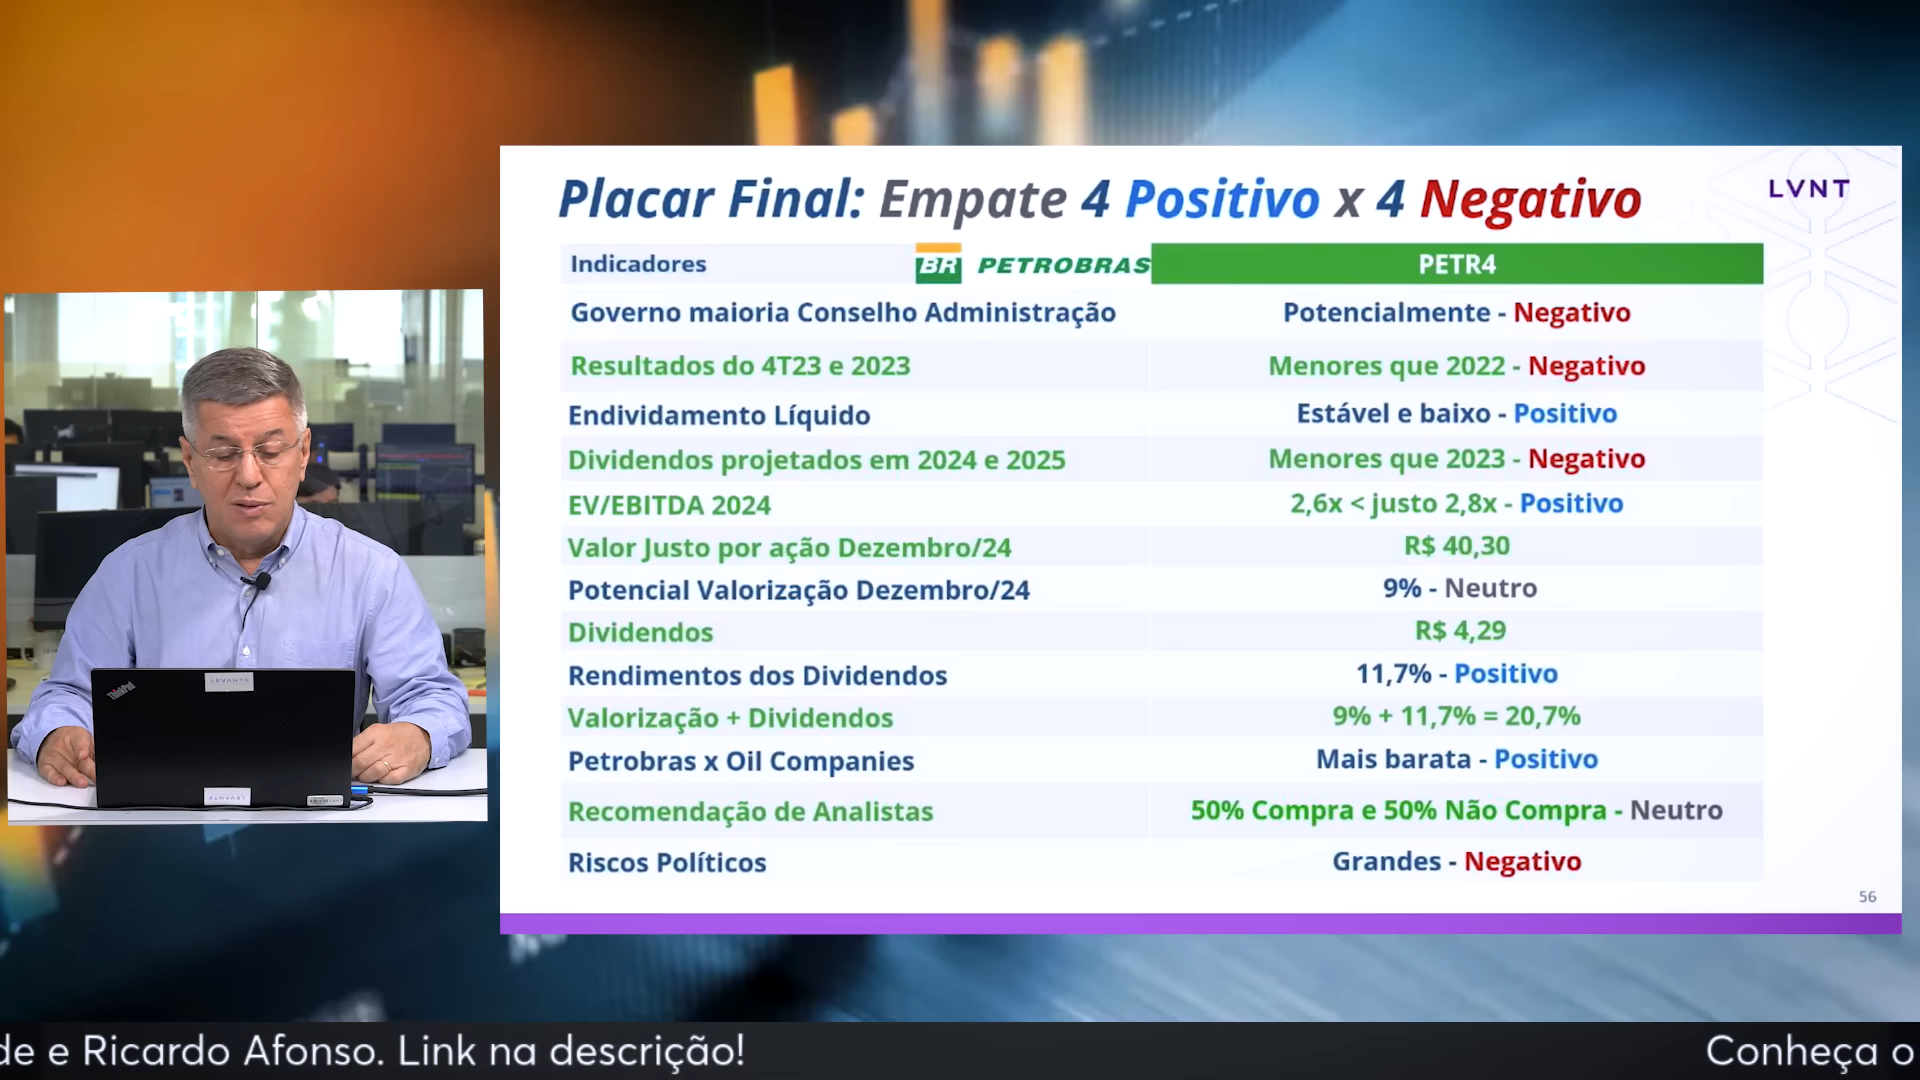 Placar Final: Empate 4 Positivo x 4 Negativo
LVNT
Indicadores BR PETROBRAS PETR4
Governo maioria Conselho Administração Potencialmente - Negativo
Resultados do 4T23 e 2023 Menores que 2022 - Negativo
Endividamento Líquido Estável e baixo - Positivo
Dividendos projetados em 2024 e 2025 Menores que 2023 - Negativo
EV/EBITDA 2024 2,6x < justo 2,8x - Positivo
Valor Justo por ação Dezembro/24 R$ 40,30
Potencial Valorização Dezembro/24 9% - Neutro
Dividendos R$ 4,29
Rendimentos dos Dividendos 11,7% - Positivo
Valorização + Dividendos 9% + 11,7% = 20,7%
Petrobras x Oil Companies Mais barata - Positivo
Recomendação de Analistas 50% Compra e 50% Não Compra - Neutro
Riscos Políticos Grandes - Negativo
56
ThinkPad
LEVANTE
LEVANTE
de e Ricardo Afonso. Link na descrição! Conheça o